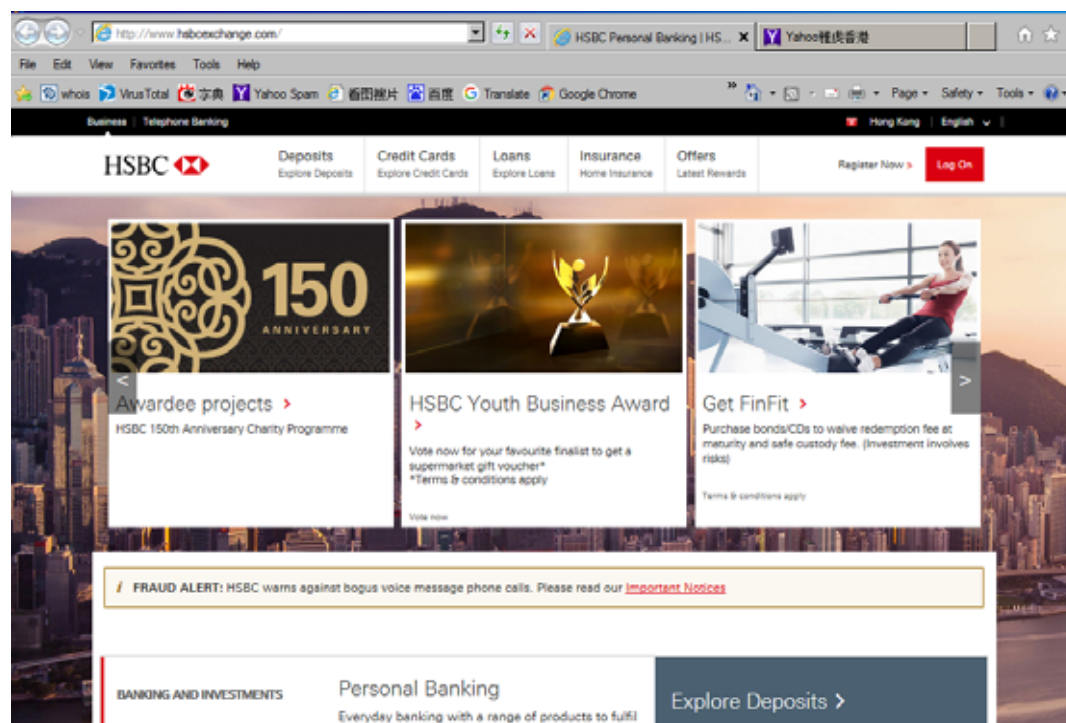 http://www.hsbcexchange.com/
HSBC Personal Banking | HS...
Yahoo雅虎香港
File Edit View Favorites Tools Help
whois VirusTotal 字典 Yahoo Spam 百度 Translate Google Chrome » Page Safety Tools
Business | Telephone Banking
Hong Kong | English
HSBC
Deposits
Explore Deposits
Credit Cards
Explore Credit Cards
Loans
Explore Loans
Insurance
Home Insurance
Offers
Latest Rewards
Register Now >
Log On
150
ANNIVERSARY
<
Awardee projects >
HSBC 150th Anniversary Charity Programme
HSBC Youth Business Award
>
Vote now for your favourite finalist to get a
supermarket gift voucher*
*Terms & conditions apply
Vote now
>
Get FinFit >
Purchase bonds/CDs to waive redemption fee at
maturity and safe custody fee. (Investment involves
risks)
Terms & conditions apply
i FRAUD ALERT: HSBC warns against bogus voice message phone calls. Please read our Important Notices
BANKING AND INVESTMENTS
Personal Banking
Everyday banking with a range of products to fulfil
Explore Deposits >